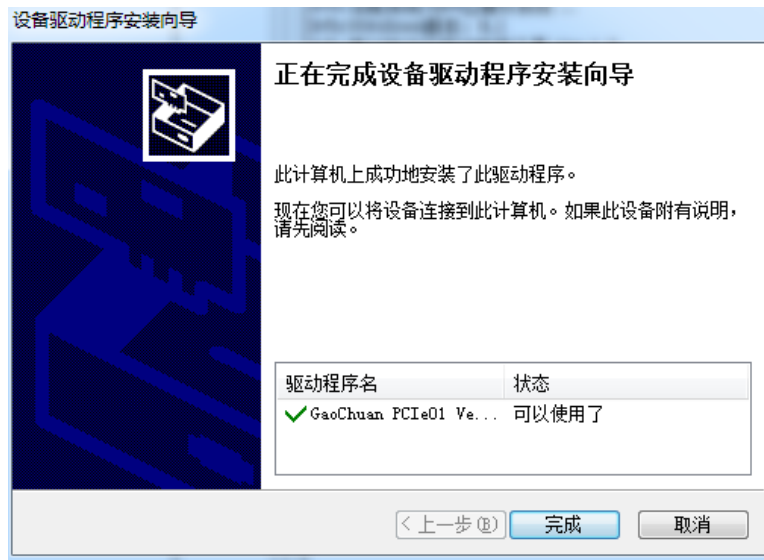 设备驱动程序安装向导
正在完成设备驱动程序安装向导
此计算机上成功地安装了此驱动程序。
现在您可以将设备连接到此计算机。如果此设备附有说明，
请先阅读。
驱动程序名 状态
GaoChuan PCIe01 Ve... 可以使用了
< 上一步(B) 完成 取消